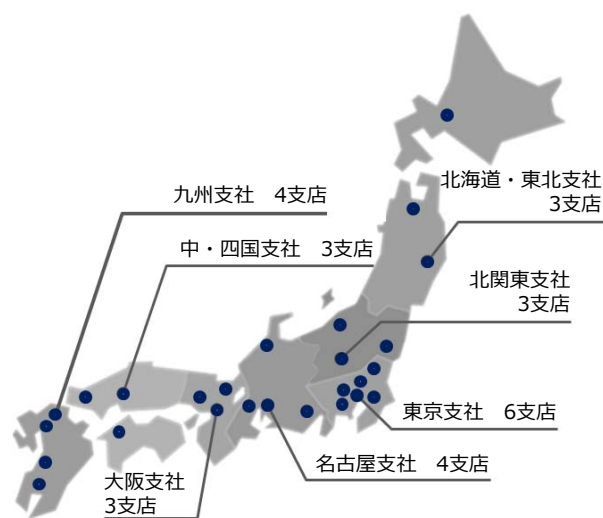 九州支社　4支店
中・四国支社　3支店
北海道・東北支社
3支店
北関東支社
3支店
東京支社　6支店
名古屋支社　4支店
大阪支社
3支店